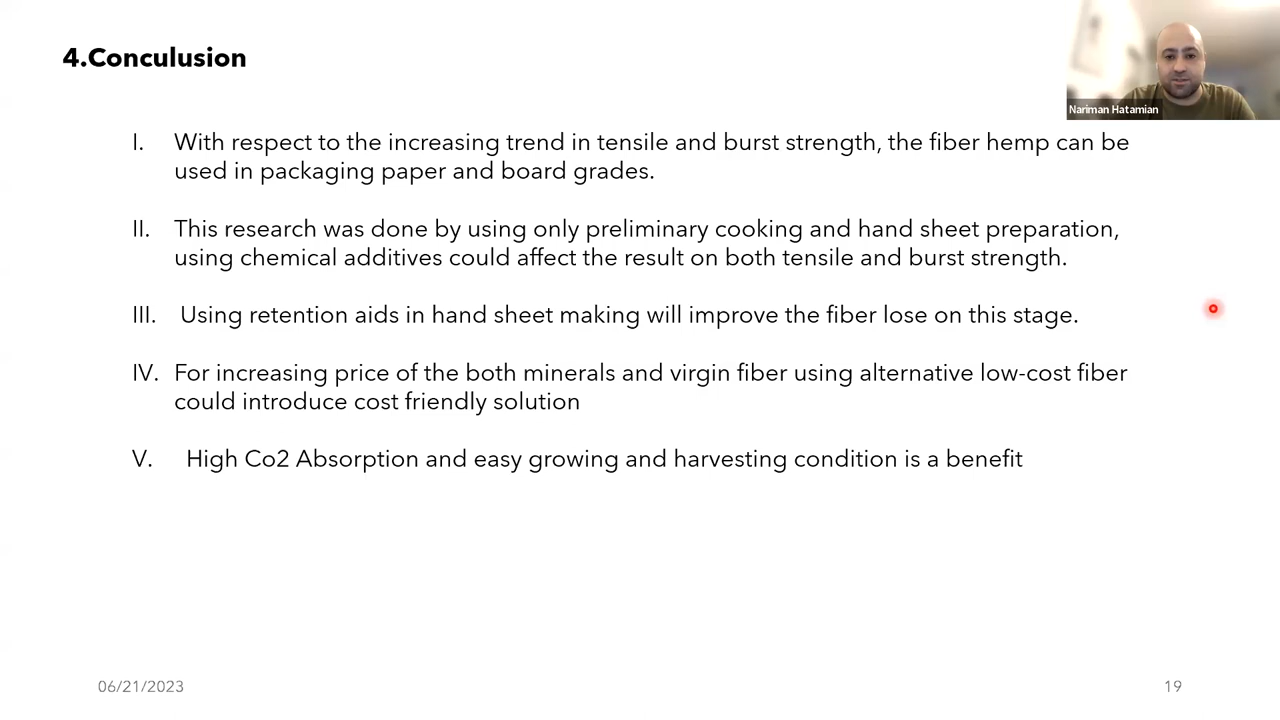 4.Conculusion
Nariman Hatamian
I. With respect to the increasing trend in tensile and burst strength, the fiber hemp can be
used in packaging paper and board grades.
II. This research was done by using only preliminary cooking and hand sheet preparation,
using chemical additives could affect the result on both tensile and burst strength.
III. Using retention aids in hand sheet making will improve the fiber lose on this stage.
IV. For increasing price of the both minerals and virgin fiber using alternative low-cost fiber
could introduce cost friendly solution
V. High Co2 Absorption and easy growing and harvesting condition is a benefit
06/21/2023
19